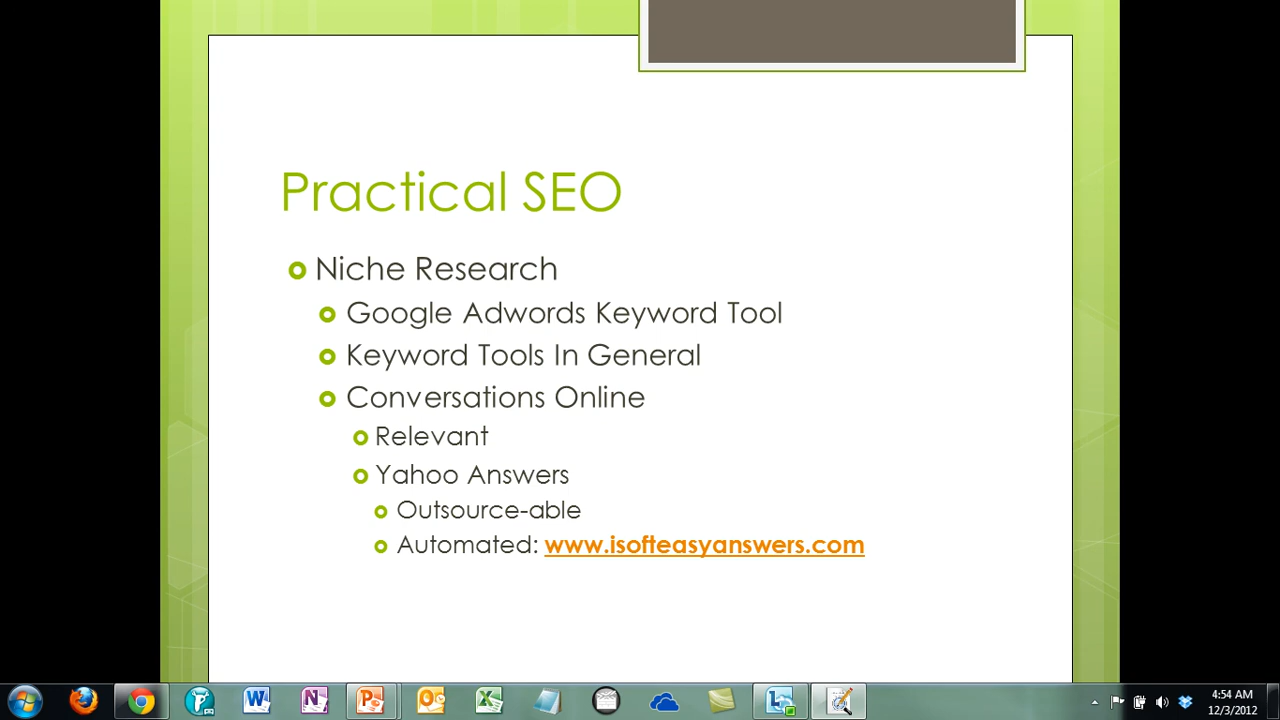 Practical SEO
Niche Research
Google Adwords Keyword Tool
Keyword Tools In General
Conversations Online
Relevant
Yahoo Answers
Outsource-able
Automated: www.isofteasyanswers.com
4:54 AM
12/3/2012